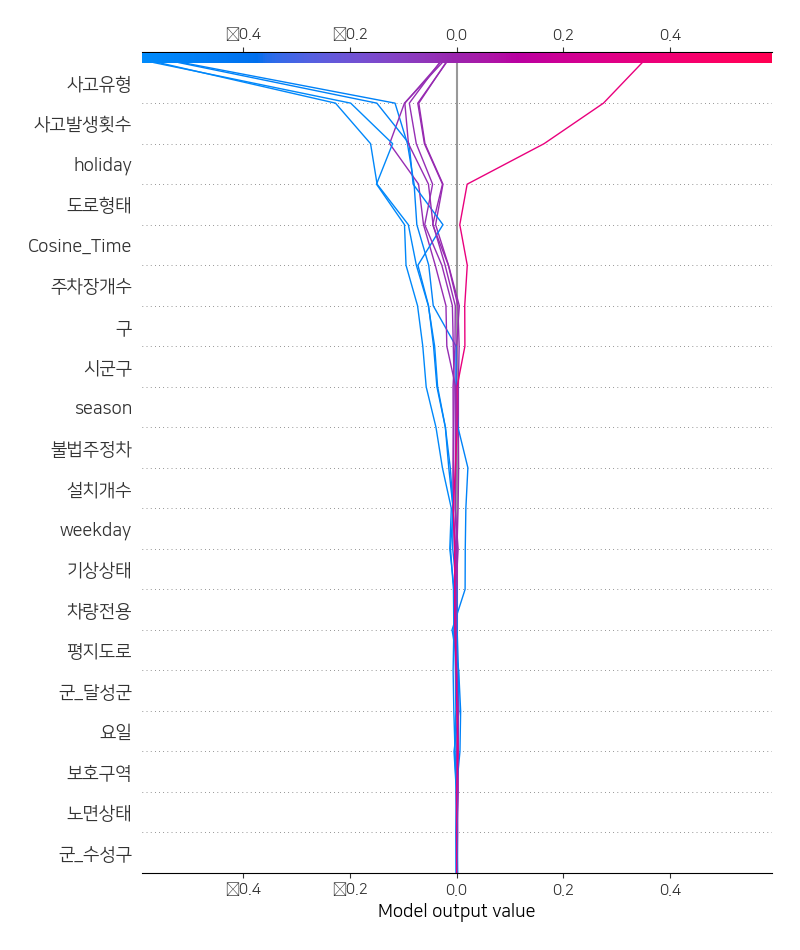 ☒0.4 ☒0.2 0.0 0.2 0.4
사고유형
사고발생횟수
holiday
도로형태
Cosine_Time
주차장개수
구
시군구
season
불법주정차
설치개수
weekday
기상상태
차량전용
평지도로
군_달성군
요일
보호구역
노면상태
군_수성구
☒0.4 ☒0.2 0.0 0.2 0.4
Model output value